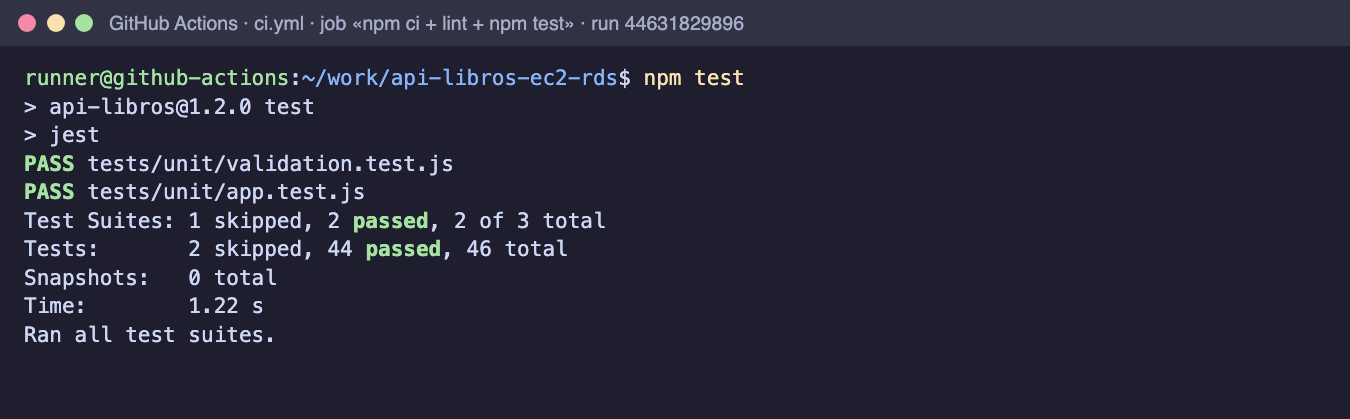 GitHub Actions · ci.yml · job «npm ci + lint + npm test» · run 44631829896
runner@github-actions:~/work/api-libros-ec2-rds$ npm test
> api-libros@1.2.0 test
> jest
PASS tests/unit/validation.test.js
PASS tests/unit/app.test.js
Test Suites: 1 skipped, 2 passed, 2 of 3 total
Tests:       2 skipped, 44 passed, 46 total
Snapshots:   0 total
Time:        1.22 s
Ran all test suites.